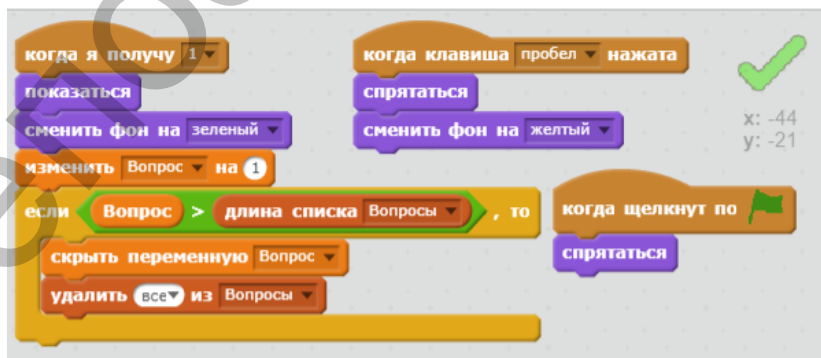 когда я получу 1
показаться
сменить фон на зеленый
изменить Вопрос на 1
если Вопрос > длина списка Вопросы , то
скрыть переменную Вопрос
удалить все из Вопросы
когда клавиша пробел нажата
спрятаться
сменить фон на желтый
x: -44
y: -21
когда щелкнут по
спрятаться